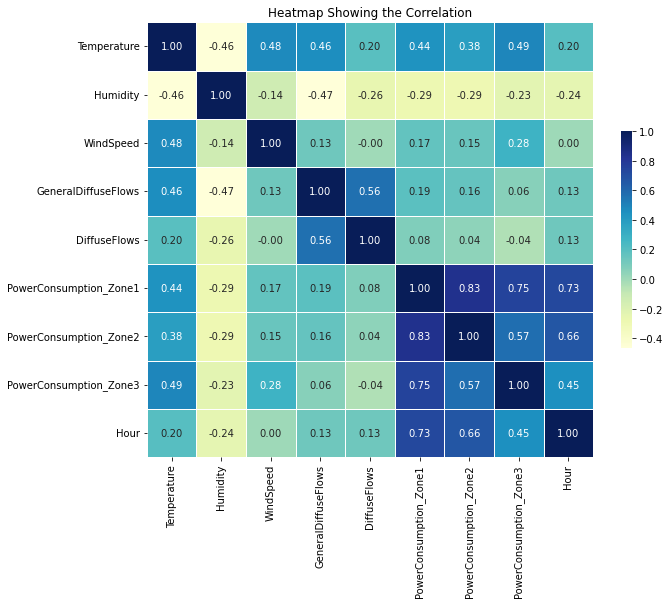 Heatmap Showing the Correlation
Temperature 1.00 -0.46 0.48 0.46 0.20 0.44 0.38 0.49 0.20
Humidity -0.46 1.00 -0.14 -0.47 -0.26 -0.29 -0.29 -0.23 -0.24
WindSpeed 0.48 -0.14 1.00 0.13 -0.00 0.17 0.15 0.28 0.00
GeneralDiffuseFlows 0.46 -0.47 0.13 1.00 0.56 0.19 0.16 0.06 0.13
DiffuseFlows 0.20 -0.26 -0.00 0.56 1.00 0.08 0.04 -0.04 0.13
PowerConsumption_Zone1 0.44 -0.29 0.17 0.19 0.08 1.00 0.83 0.75 0.73
PowerConsumption_Zone2 0.38 -0.29 0.15 0.16 0.04 0.83 1.00 0.57 0.66
PowerConsumption_Zone3 0.49 -0.23 0.28 0.06 -0.04 0.75 0.57 1.00 0.45
Hour 0.20 -0.24 0.00 0.13 0.13 0.73 0.66 0.45 1.00
Temperature
Humidity
WindSpeed
GeneralDiffuseFlows
DiffuseFlows
PowerConsumption_Zone1
PowerConsumption_Zone2
PowerConsumption_Zone3
Hour
1.0
0.8
0.6
0.4
0.2
0.0
−0.2
−0.4